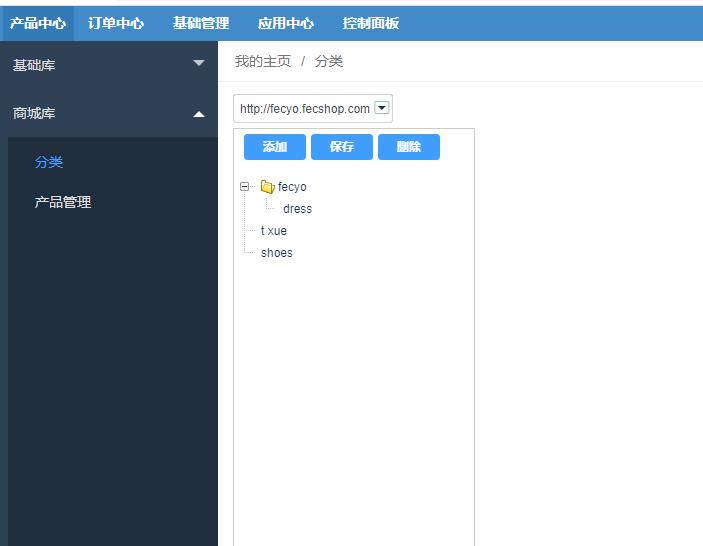 产品中心 订单中心 基础管理 应用中心 控制面板
基础库
商城库
分类
产品管理
我的主页 / 分类
http://fecyo.fecshop.com
添加 保存 删除
fecyo
dress
t xue
shoes